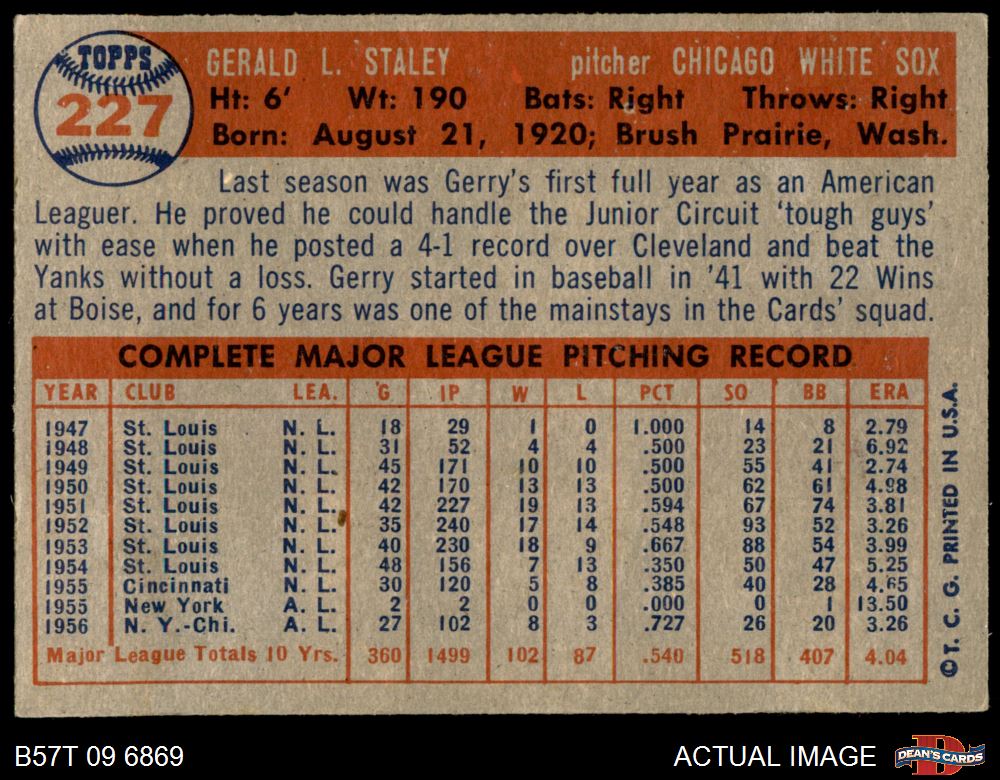 TOPPS
227
GERALD L. STALEY pitcher CHICAGO WHITE SOX
Ht: 6' Wt: 190 Bats: Right Throws: Right
Born: August 21, 1920; Brush Prairie, Wash.
Last season was Gerry's first full year as an American
Leaguer. He proved he could handle the Junior Circuit 'tough guys'
with ease when he posted a 4-1 record over Cleveland and beat the
Yanks without a loss. Gerry started in baseball in '41 with 22 Wins
at Boise, and for 6 years was one of the mainstays in the Cards' squad.
COMPLETE MAJOR LEAGUE PITCHING RECORD
YEAR CLUB LEA. G IP W L PCT SO BB ERA
1947 St. Louis N. L. 18 29 1 0 1.000 14 8 2.79
1948 St. Louis N. L. 31 52 4 4 .500 23 21 6.92
1949 St. Louis N. L. 45 171 10 10 .500 55 41 2.74
1950 St. Louis N. L. 42 170 13 13 .500 62 61 4.98
1951 St. Louis N. L. 42 227 19 13 .594 67 74 3.81
1952 St. Louis N. L. 35 240 17 14 .548 93 52 3.26
1953 St. Louis N. L. 40 230 18 9 .667 88 54 3.99
1954 St. Louis N. L. 48 156 7 13 .350 50 47 5.25
1955 Cincinnati N. L. 30 120 5 8 .385 40 28 4.65
1955 New York A. L. 2 2 0 0 .000 0 1 13.50
1956 N. Y.-Chi. A. L. 27 102 8 3 .727 26 20 3.26
Major League Totals 10 Yrs. 360 1499 102 87 .540 518 407 4.04
©T. C. G. PRINTED IN U.S.A.
B57T 09 6869 ACTUAL IMAGE DEAN'S CARDS